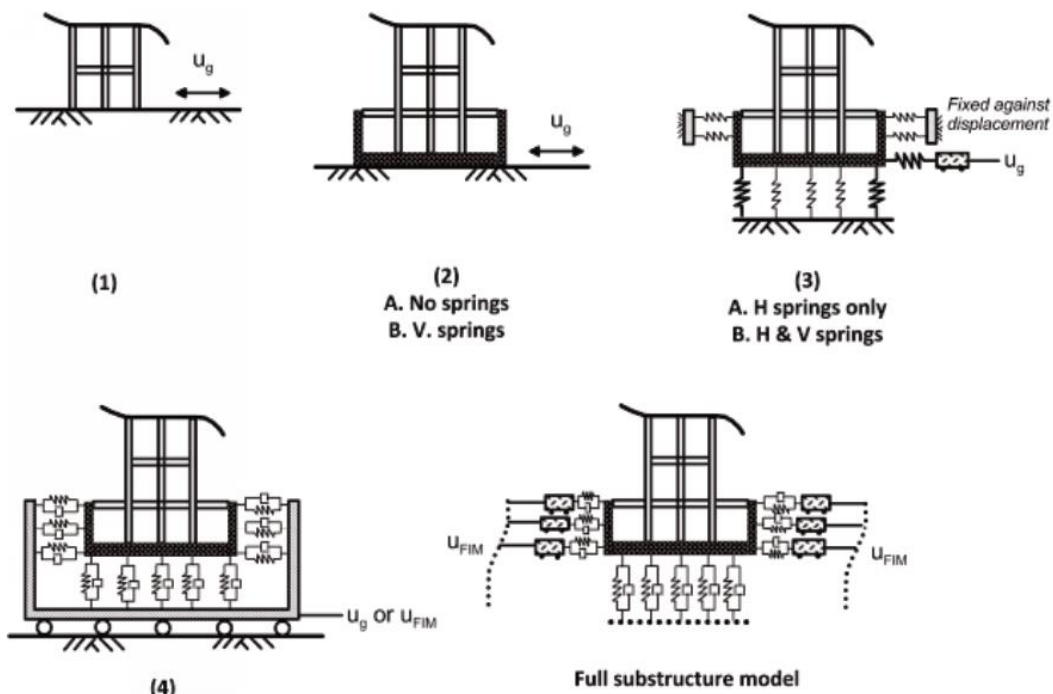 u_g
(1)
u_g
(2)
A. No springs
B. V. springs
Fixed against
displacement
u_g
(3)
A. H springs only
B. H & V springs
u_g or u_FIM
(4)
u_FIM
u_FIM
Full substructure model